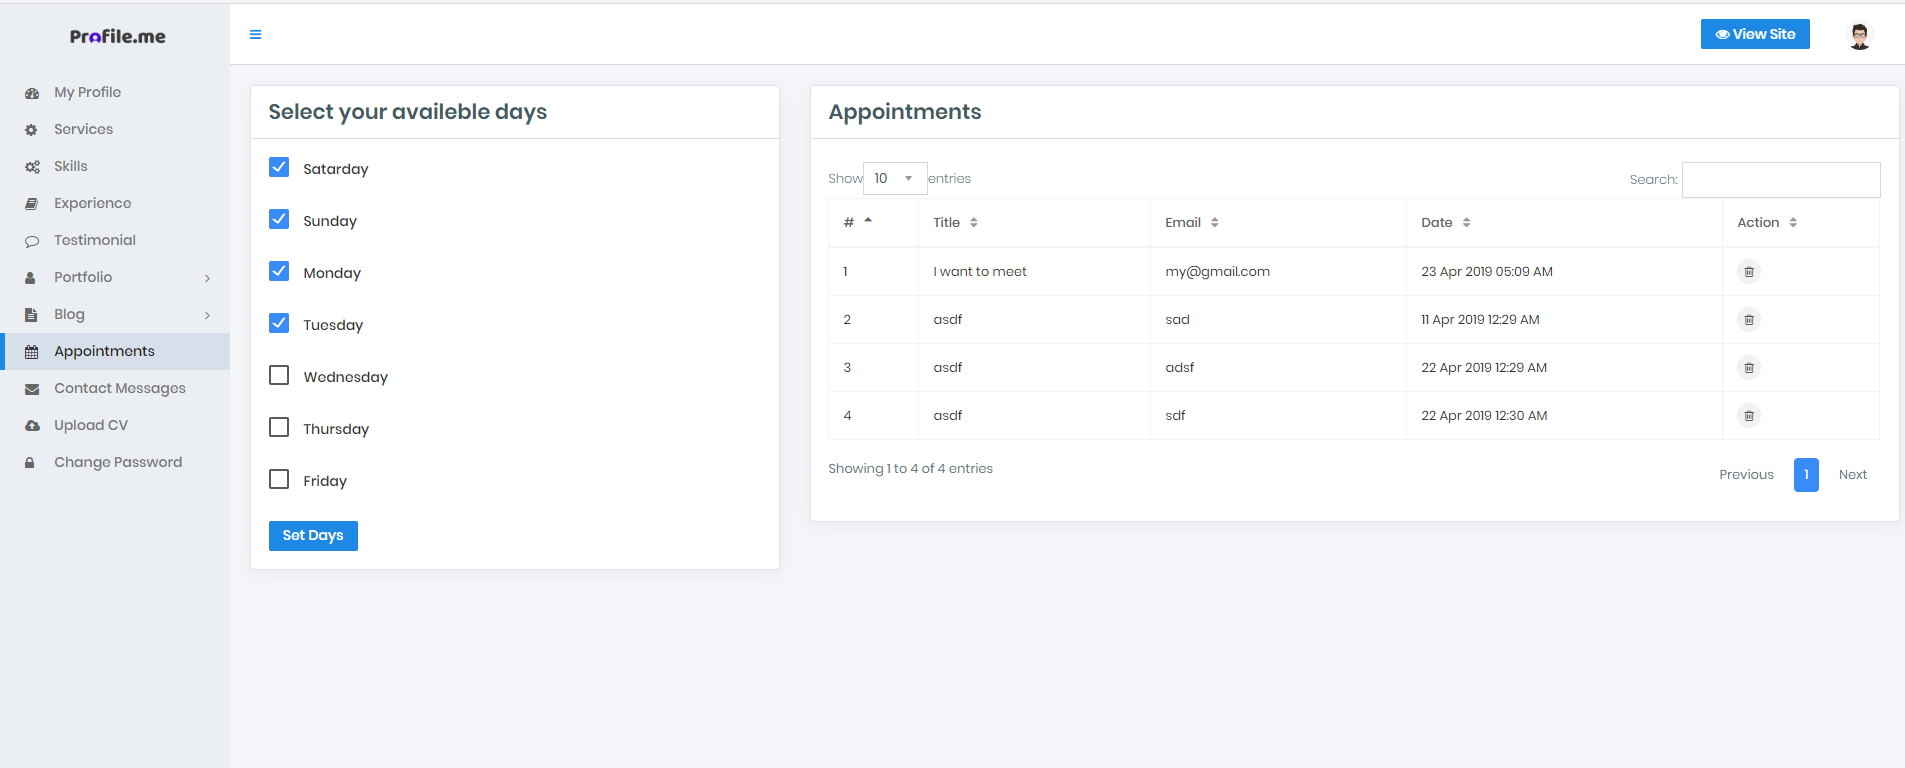 Profile.me
View Site
My Profile
Services
Skills
Experience
Testimonial
Portfolio
Blog
Appointments
Contact Messages
Upload CV
Change Password
Select your availeble days
Satarday
Sunday
Monday
Tuesday
Wednesday
Thursday
Friday
Set Days
Appointments
Show 10 entries
Search:
# Title Email Date Action
1 I want to meet my@gmail.com 23 Apr 2019 05:09 AM
2 asdf sad 11 Apr 2019 12:29 AM
3 asdf adsf 22 Apr 2019 12:29 AM
4 asdf sdf 22 Apr 2019 12:30 AM
Showing 1 to 4 of 4 entries
Previous 1 Next